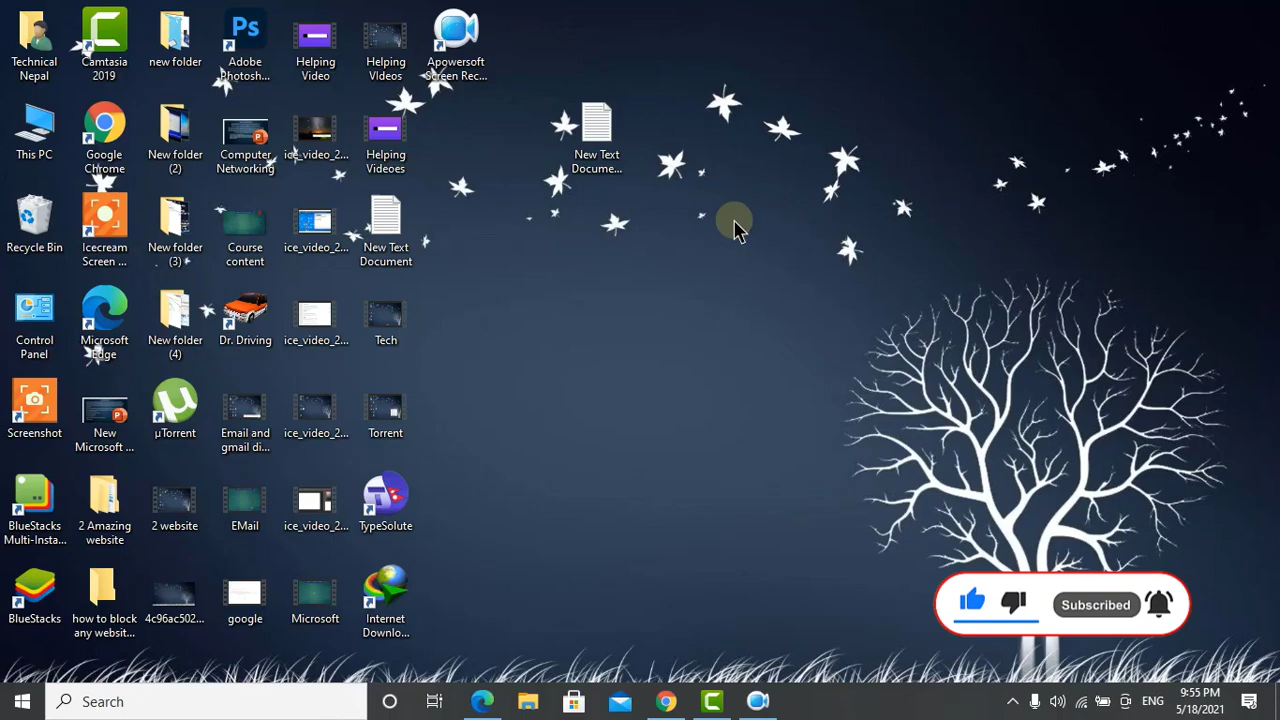 Technical
Nepal
Camtasia
2019
new folder
Adobe
Photosh...
Helping
Video
Helping
VIdeos
Apowersoft
Screen Rec...
This PC
Google
Chrome
New folder
(2)
Computer
Networking
ice_video_2...
Helping
Videoes
New Text
Docume...
Recycle Bin
Icecream
Screen ...
New folder
(3)
Course
content
ice_video_2...
New Text
Document
Control
Panel
Microsoft
Edge
New folder
(4)
Dr. Driving
ice_video_2...
Tech
Screenshot
New
Microsoft ...
µTorrent
Email and
gmail di...
ice_video_2...
Torrent
BlueStacks
Multi-Insta...
2 Amazing
website
2 website
EMail
ice_video_2...
TypeSolute
BlueStacks
how to block
any websit...
4c96ac502...
google
Microsoft
Internet
Downlo...
Subscribed
Search
ENG
9:55 PM
5/18/2021